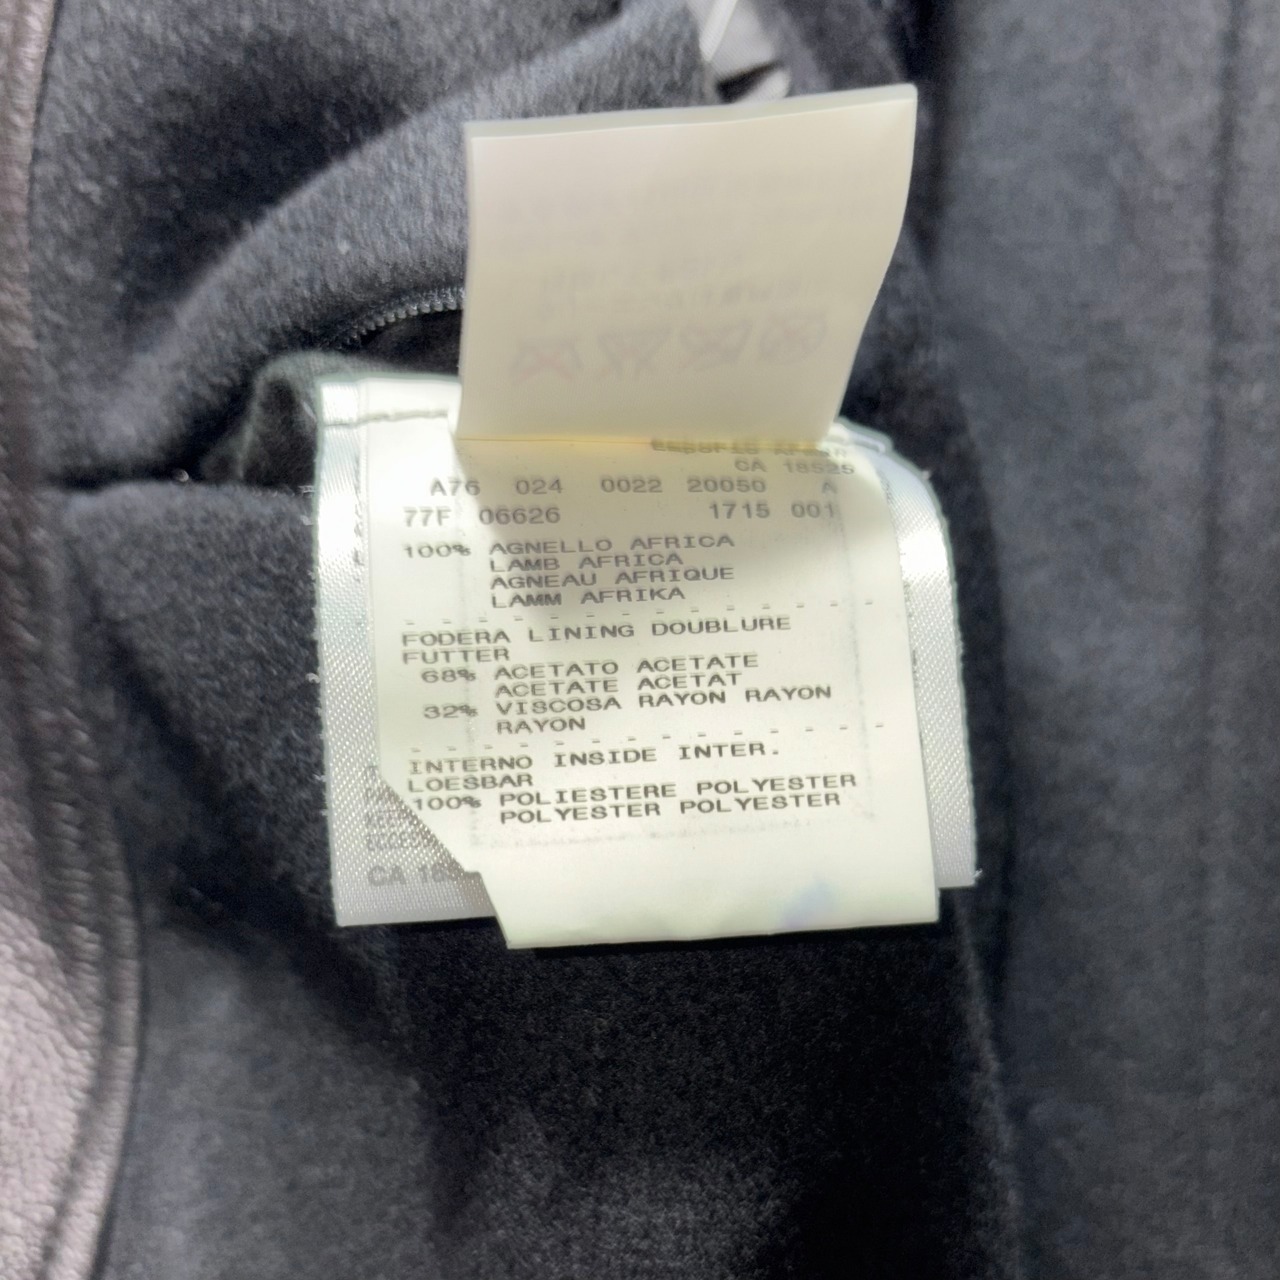 CA 18525
A76 024 0022 20050 A
77F 06626 1715 001
100% AGNELLO AFRICA
LAMB AFRICA
AGNEAU AFRIQUE
LAMM AFRIKA
FODERA LINING DOUBLURE
FUTTER
68% ACETATO ACETATE
ACETATE ACETAT
32% VISCOSA RAYON RAYON
RAYON
INTERNO INSIDE INTER.
LOESBAR
100% POLIESTERE POLYESTER
POLYESTER POLYESTER
CA